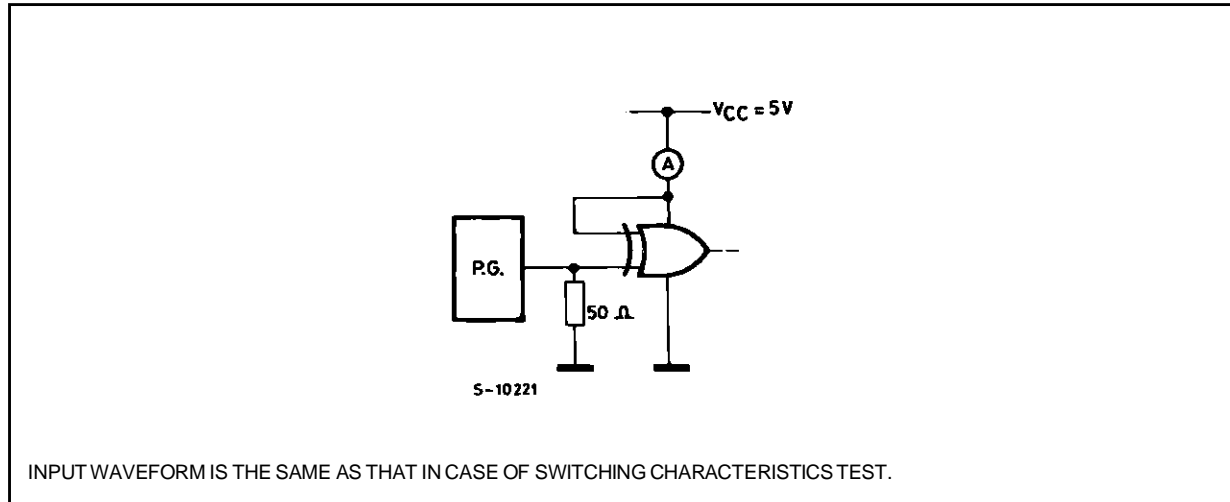 VCC = 5V
A
P.G.
50 Ω
S-10221
INPUT WAVEFORM IS THE SAME AS THAT IN CASE OF SWITCHING CHARACTERISTICS TEST.